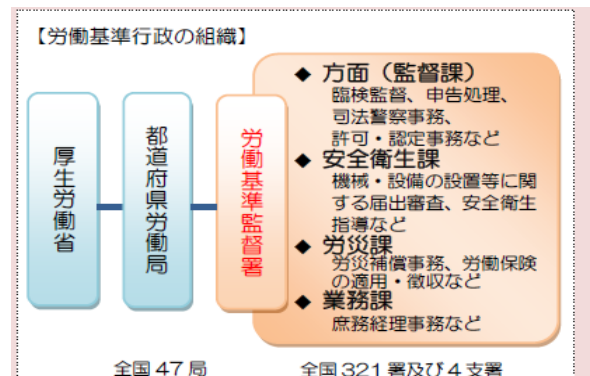 【労働基準行政の組織】
厚生労働省
都道府県労働局
労働基準監督署
◆ 方面（監督課）
臨検監督、申告処理、
司法警察事務、
許可・認定事務など
◆ 安全衛生課
機械・設備の設置等に関
する届出審査、安全衛生
指導など
◆ 労災課
労災補償事務、労働保険
の適用・徴収など
◆ 業務課
庶務経理事務など
全国 47 局
全国 321 署及び 4 支署